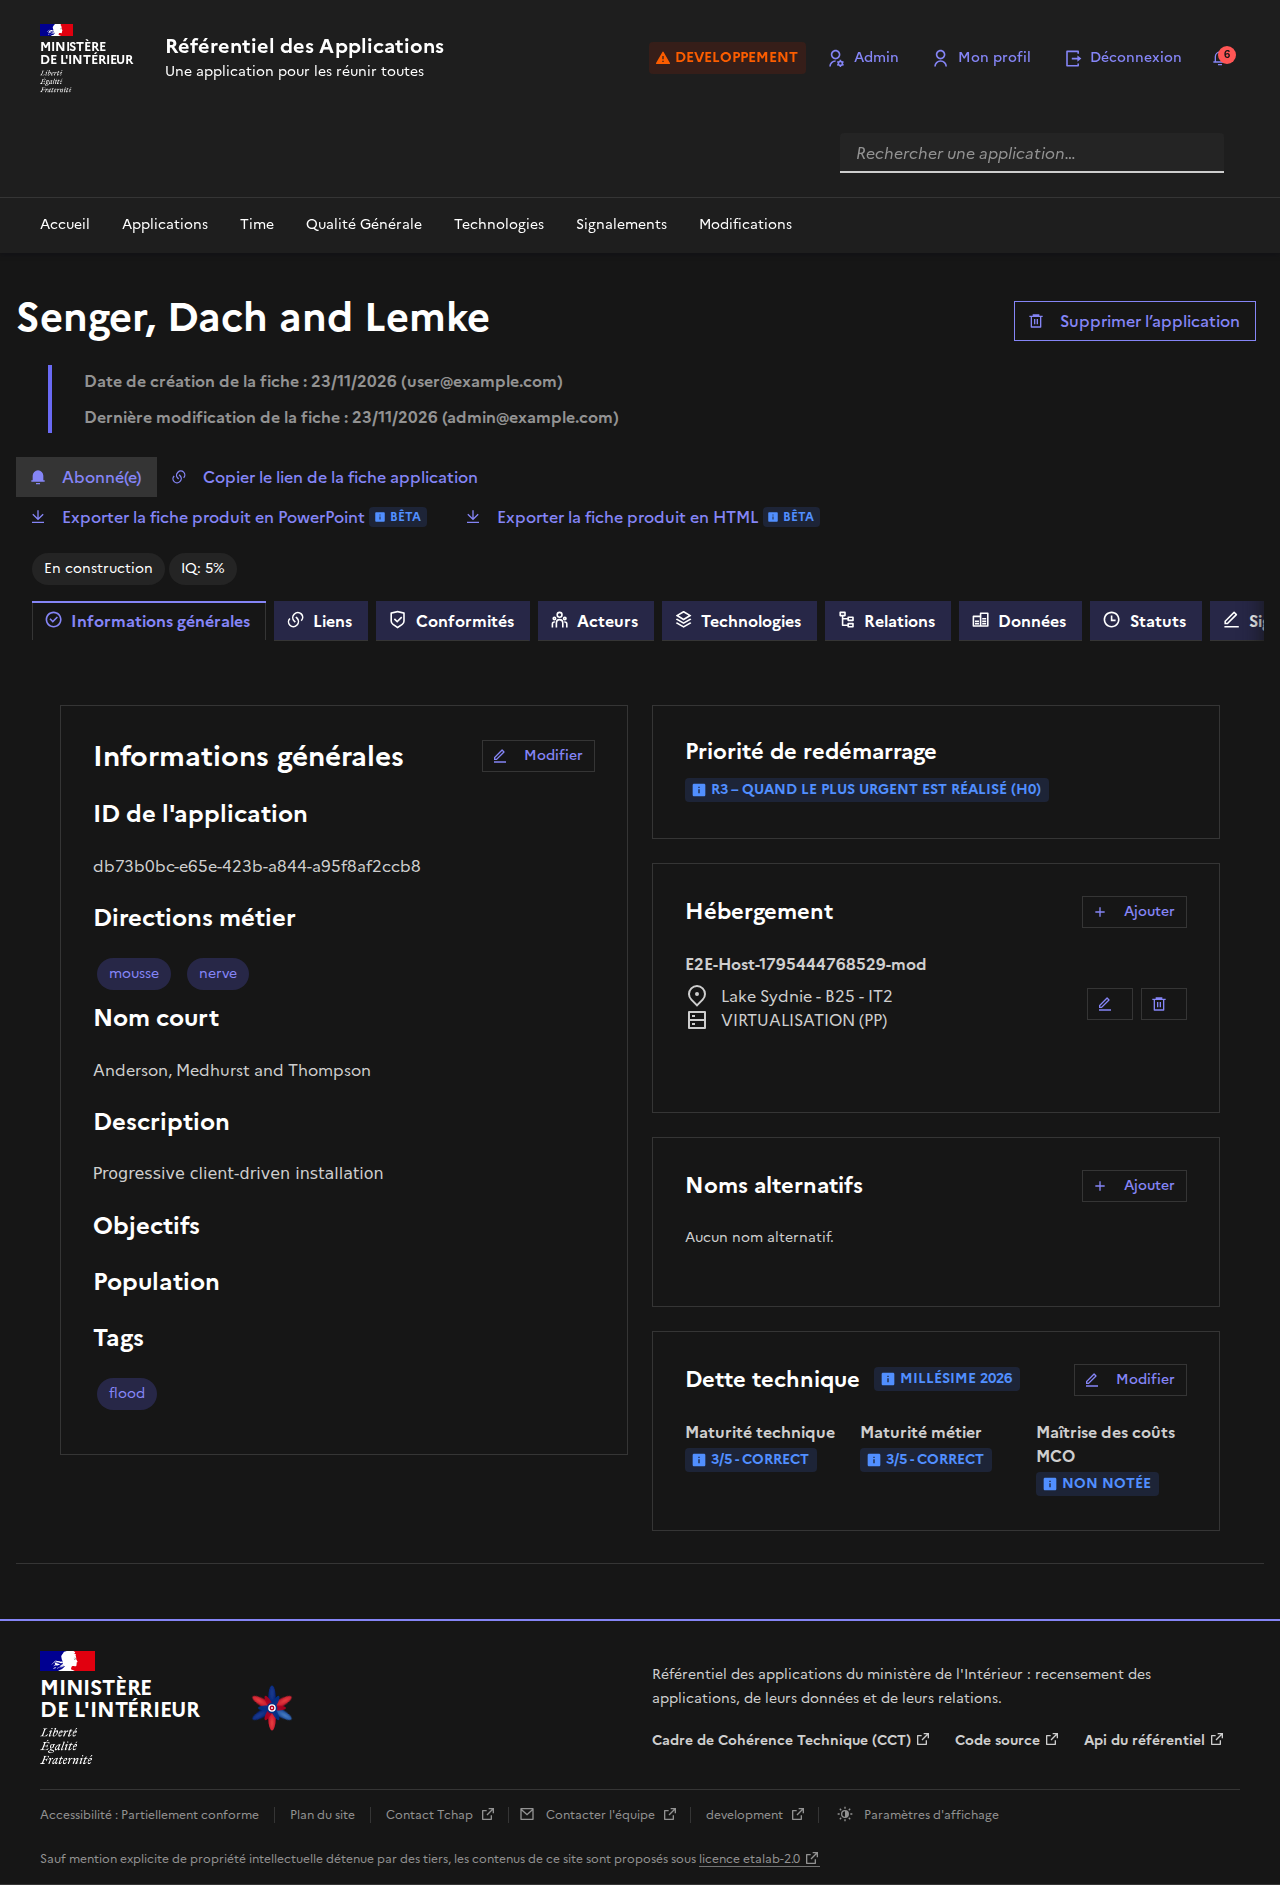 MINISTÈRE
DE L'INTÉRIEUR
Liberté
Égalité
Fraternité
Référentiel des Applications
Une application pour les réunir toutes
DEVELOPPEMENT
Admin
Mon profil
Déconnexion
6
Rechercher une application...
Accueil
Applications
Time
Qualité Générale
Technologies
Signalements
Modifications
Senger, Dach and Lemke
Supprimer l'application
Date de création de la fiche : 23/11/2026 (user@example.com)
Dernière modification de la fiche : 23/11/2026 (admin@example.com)
Abonné(e)
Copier le lien de la fiche application
Exporter la fiche produit en PowerPoint BÊTA
Exporter la fiche produit en HTML BÊTA
En construction
IQ: 5%
Informations générales
Liens
Conformités
Acteurs
Technologies
Relations
Données
Statuts
Informations générales
Modifier
ID de l'application
db73b0bc-e65e-423b-a844-a95f8af2ccb8
Directions métier
mousse
nerve
Nom court
Anderson, Medhurst and Thompson
Description
Progressive client-driven installation
Objectifs
Population
Tags
flood
Priorité de redémarrage
R3 – QUAND LE PLUS URGENT EST RÉALISÉ (H0)
Hébergement
Ajouter
E2E-Host-1795444768529-mod
Lake Sydnie - B25 - IT2
VIRTUALISATION (PP)
Noms alternatifs
Ajouter
Aucun nom alternatif.
Dette technique
MILLÉSIME 2026
Modifier
Maturité technique
3/5 - CORRECT
Maturité métier
3/5 - CORRECT
Maîtrise des coûts
MCO
NON NOTÉE
MINISTÈRE
DE L'INTÉRIEUR
Liberté
Égalité
Fraternité
Référentiel des applications du ministère de l'Intérieur : recensement des
applications, de leurs données et de leurs relations.
Cadre de Cohérence Technique (CCT)
Code source
Api du référentiel
Accessibilité : Partiellement conforme
Plan du site
Contact Tchap
Contacter l'équipe
development
Paramètres d'affichage
Sauf mention explicite de propriété intellectuelle détenue par des tiers, les contenus de ce site sont proposés sous licence etalab-2.0